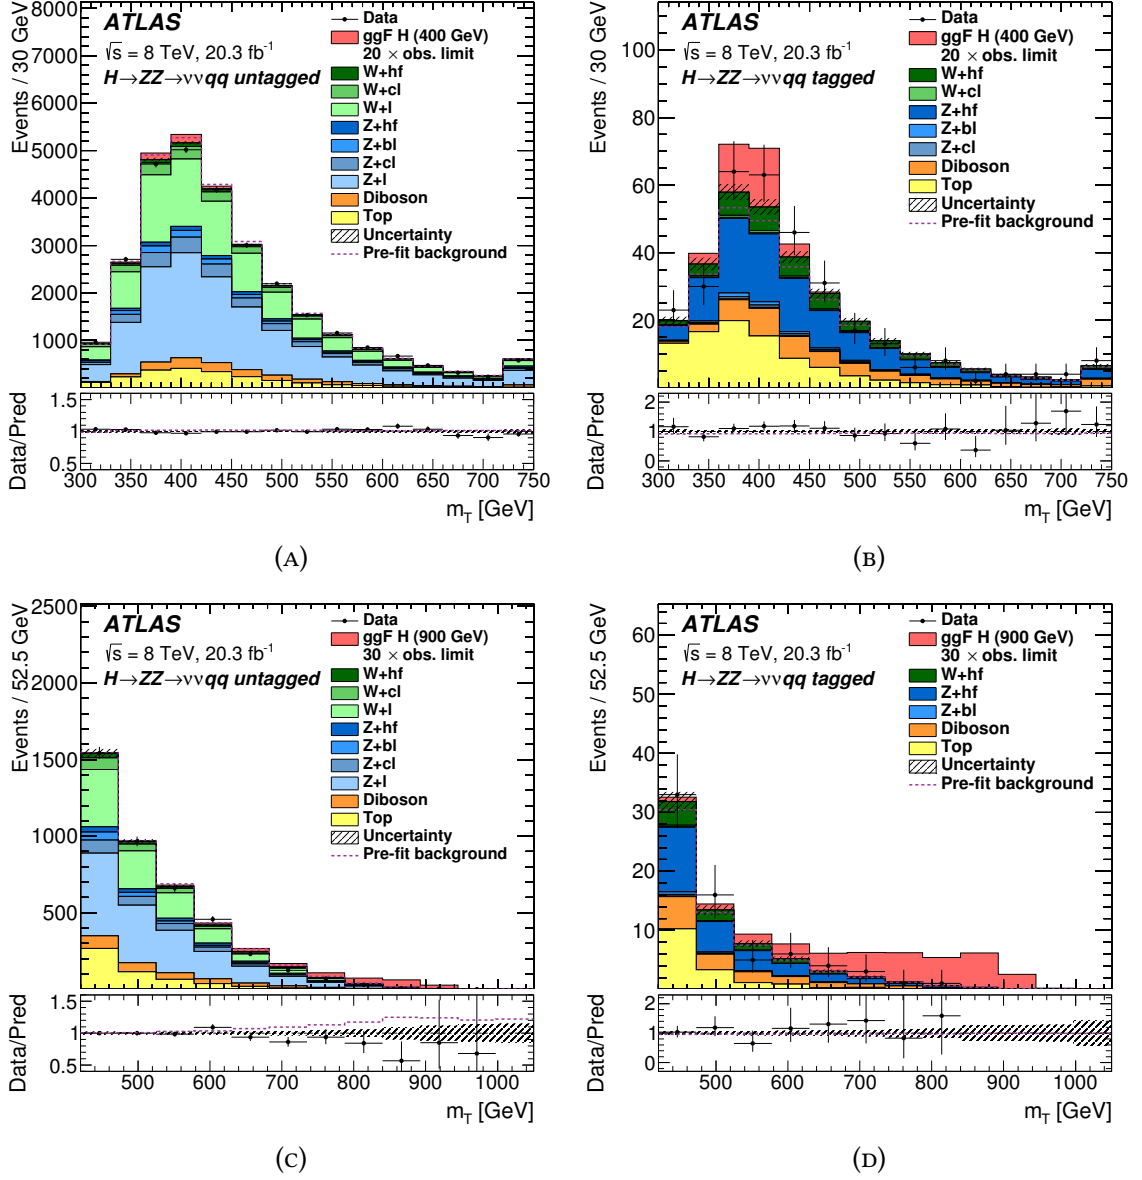 Events / 30 GeV
8000
7000
6000
5000
4000
3000
2000
1000
ATLAS
√s = 8 TeV, 20.3 fb⁻¹
H→ZZ→ννqq untagged
Data
ggF H (400 GeV)
20 × obs. limit
W+hf
W+cl
W+l
Z+hf
Z+bl
Z+cl
Z+l
Diboson
Top
Uncertainty
Pre-fit background
Data/Pred
1.5
1
0.5
300 350 400 450 500 550 600 650 700 750
m_T [GeV]
(A)
Events / 30 GeV
100
80
60
40
20
ATLAS
√s = 8 TeV, 20.3 fb⁻¹
H→ZZ→ννqq tagged
Data
ggF H (400 GeV)
20 × obs. limit
W+hf
W+cl
Z+hf
Z+bl
Z+cl
Diboson
Top
Uncertainty
Pre-fit background
Data/Pred
2
1
0
300 350 400 450 500 550 600 650 700 750
m_T [GeV]
(B)
Events / 52.5 GeV
2500
2000
1500
1000
500
ATLAS
√s = 8 TeV, 20.3 fb⁻¹
H→ZZ→ννqq untagged
Data
ggF H (900 GeV)
30 × obs. limit
W+hf
W+cl
W+l
Z+hf
Z+bl
Z+cl
Z+l
Diboson
Top
Uncertainty
Pre-fit background
Data/Pred
1.5
1
0.5
500 600 700 800 900 1000
m_T [GeV]
(C)
Events / 52.5 GeV
60
50
40
30
20
10
ATLAS
√s = 8 TeV, 20.3 fb⁻¹
H→ZZ→ννqq tagged
Data
ggF H (900 GeV)
30 × obs. limit
W+hf
Z+hf
Z+bl
Diboson
Top
Uncertainty
Pre-fit background
Data/Pred
2
1
0
500 600 700 800 900 1000
m_T [GeV]
(D)